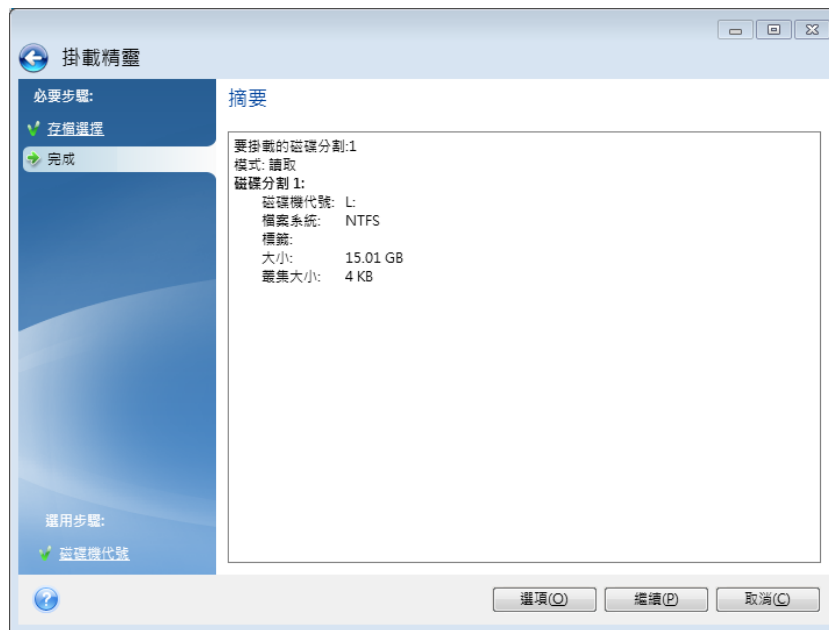 掛載精靈
必要步驟:
存檔選擇
完成
選用步驟:
磁碟機代號
摘要
要掛載的磁碟分割:1
模式: 讀取
磁碟分割 1:
磁碟機代號: L:
檔案系統: NTFS
標籤:
大小: 15.01 GB
叢集大小: 4 KB
選項(O)
繼續(P)
取消(C)